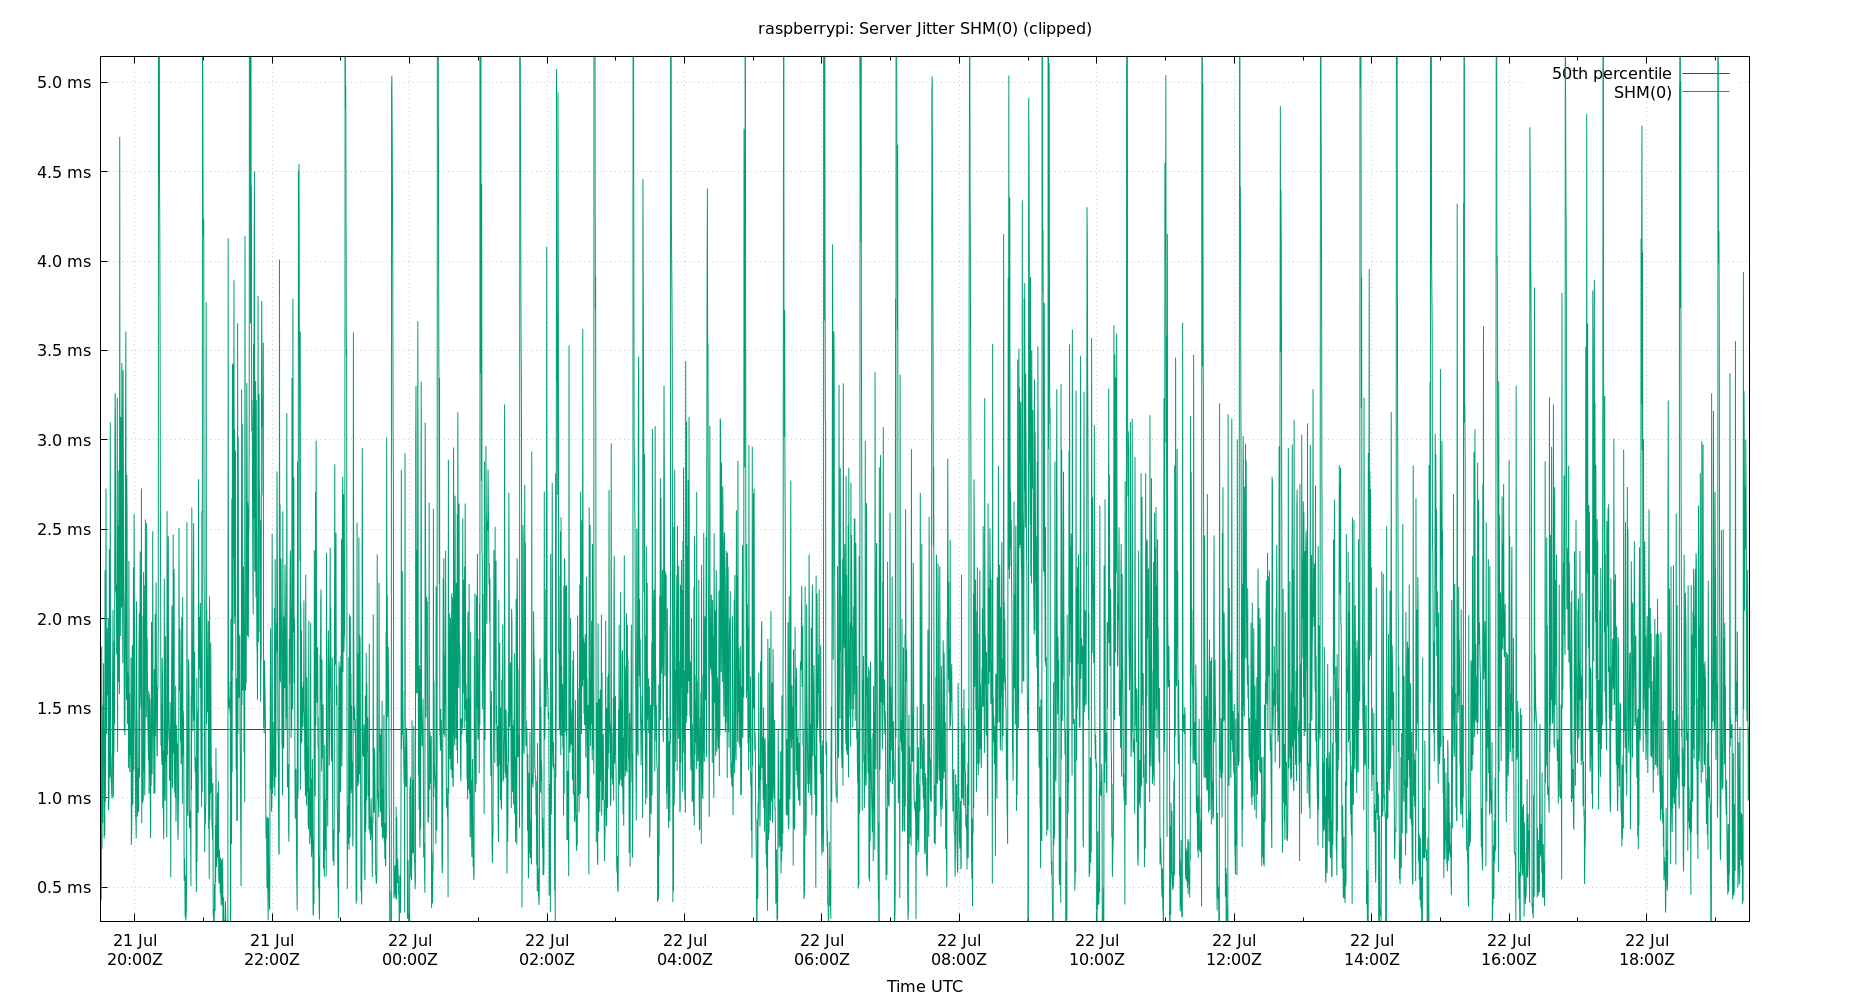 raspberrypi: Server Jitter SHM(0) (clipped)
50th percentile
SHM(0)
5.0 ms
4.5 ms
4.0 ms
3.5 ms
3.0 ms
2.5 ms
2.0 ms
1.5 ms
1.0 ms
0.5 ms
21 Jul 21 Jul 22 Jul 22 Jul 22 Jul 22 Jul 22 Jul 22 Jul 22 Jul 22 Jul 22 Jul 22 Jul
20:00Z 22:00Z 00:00Z 02:00Z 04:00Z 06:00Z 08:00Z 10:00Z 12:00Z 14:00Z 16:00Z 18:00Z
Time UTC